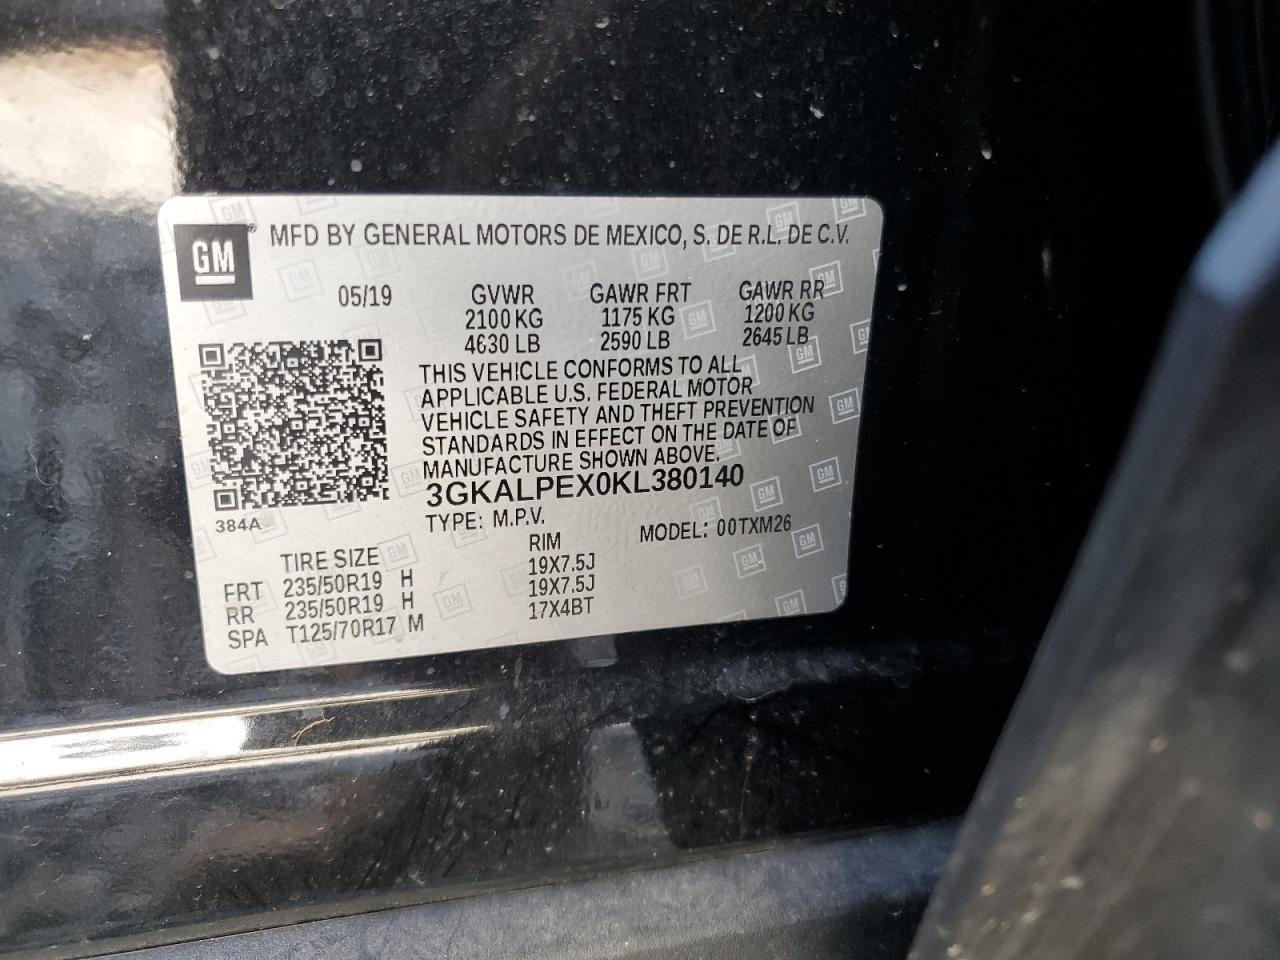 GM
MFD BY GENERAL MOTORS DE MEXICO, S. DE R.L. DE C.V.
05/19 GVWR GAWR FRT GAWR RR
2100 KG 1175 KG 1200 KG
4630 LB 2590 LB 2645 LB
THIS VEHICLE CONFORMS TO ALL
APPLICABLE U.S. FEDERAL MOTOR
VEHICLE SAFETY AND THEFT PREVENTION
STANDARDS IN EFFECT ON THE DATE OF
MANUFACTURE SHOWN ABOVE.
3GKALPEX0KL380140
384A TYPE: M.P.V. MODEL: 00TXM26
TIRE SIZE RIM
FRT 235/50R19 H 19X7.5J
RR 235/50R19 H 19X7.5J
SPA T125/70R17 M 17X4BT